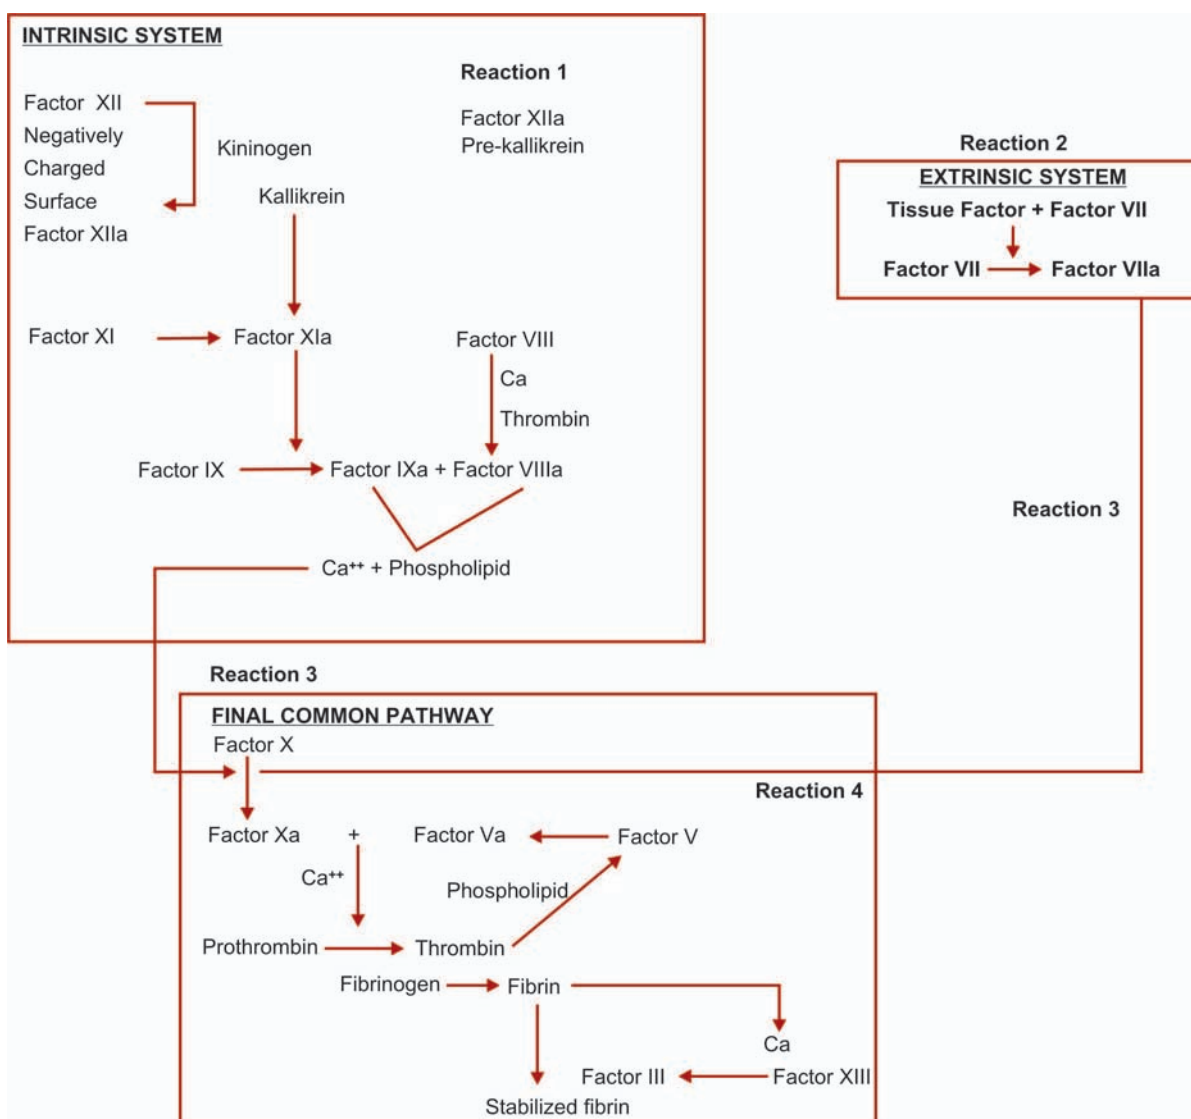 INTRINSIC SYSTEM
Reaction 1
Factor XII
Negatively
Charged
Surface
Factor XIIa
Kininogen
Kallikrein
Factor XIIa
Pre-kallikrein
Factor XI
Factor XIa
Factor VIII
Ca
Thrombin
Factor IX
Factor IXa + Factor VIIIa
Ca⁺⁺ + Phospholipid
Reaction 2
EXTRINSIC SYSTEM
Tissue Factor + Factor VII
Factor VII
Factor VIIa
Reaction 3
Reaction 3
FINAL COMMON PATHWAY
Factor X
Reaction 4
Factor Xa
+
Factor Va
Factor V
Ca⁺⁺
Phospholipid
Prothrombin
Thrombin
Fibrinogen
Fibrin
Ca
Factor III
Factor XIII
Stabilized fibrin